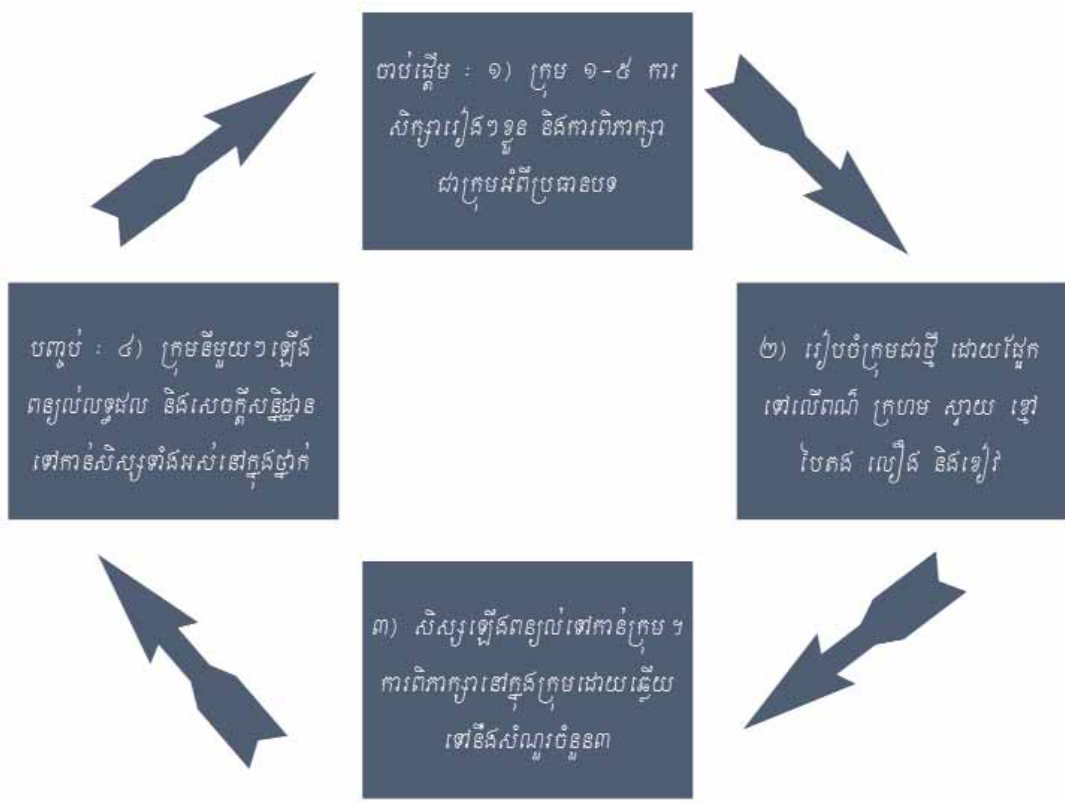 ចាប់ផ្ដើម : ១) ក្រុម ១-៥ ការ
សិក្សារៀងៗខ្លួន និងការពិភាក្សា
ជាក្រុមអំពីប្រធានបទ
២) រៀបចំក្រុមជាថ្មី ដោយផ្អែក
ទៅលើពណ៌ ក្រហម ស្វាយ ខ្មៅ
បៃតង លឿង និងខៀវ
៣) សិស្សឡើងពន្យល់ទៅកាន់ក្រុម ។
ការពិភាក្សានៅក្នុងក្រុមដោយឆ្លើយ
ទៅនឹងសំណួរចំនួន៣
បញ្ចប់ : ៤) ក្រុមនីមួយៗឡើង
ពន្យល់លទ្ធផល និងសេចក្ដីសន្និដ្ឋាន
ទៅកាន់សិស្សទាំងអស់នៅក្នុងថ្នាក់